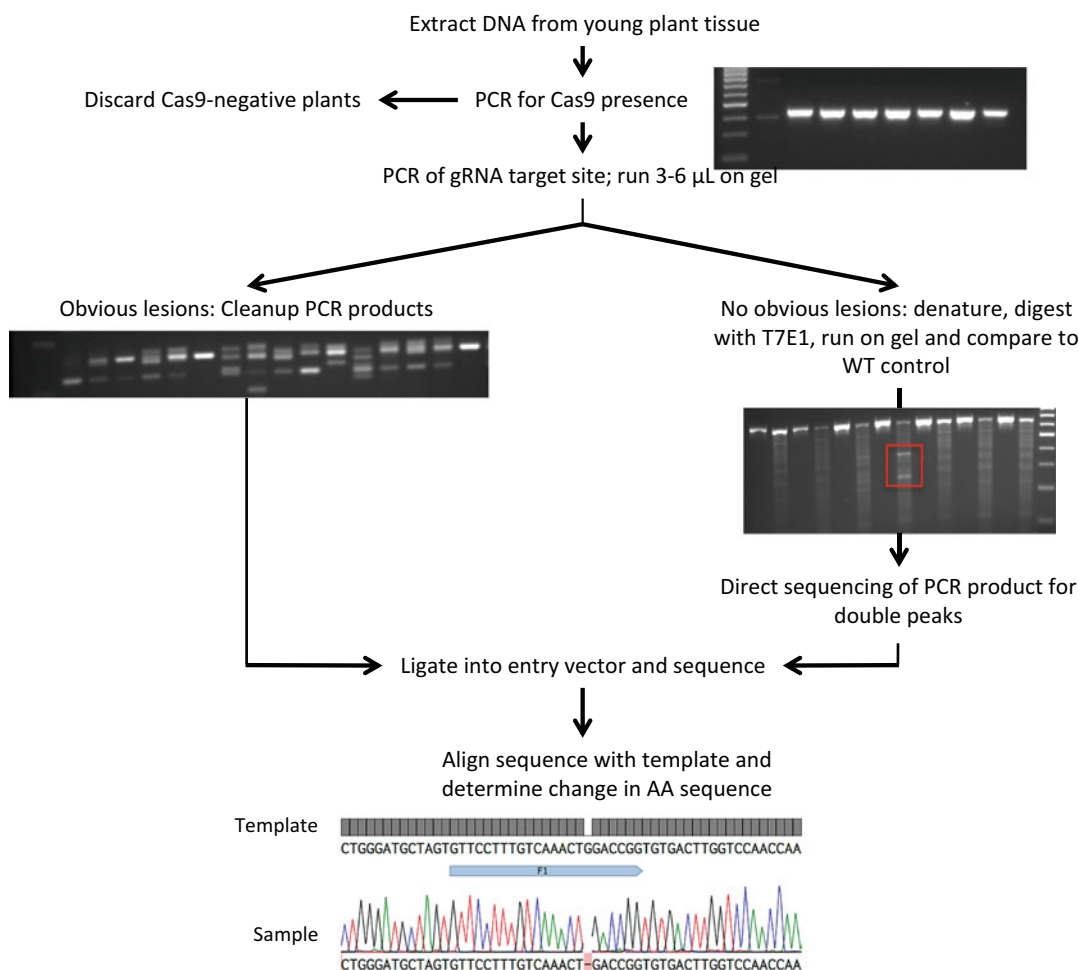 Extract DNA from young plant tissue
Discard Cas9-negative plants
PCR for Cas9 presence
PCR of gRNA target site; run 3-6 µL on gel
Obvious lesions: Cleanup PCR products
No obvious lesions: denature, digest
with T7E1, run on gel and compare to
WT control
Direct sequencing of PCR product for
double peaks
Ligate into entry vector and sequence
Align sequence with template and
determine change in AA sequence
Template
CTGGGATGCTAGTGTTCCTTTGTCAAACTGGACCGGTGTGACTTGGTCCAACCAA
F1
Sample
CTGGGATGCTAGTGTTCCTTTGTCAAACT-GACCGGTGTGACTTGGTCCAACCAA